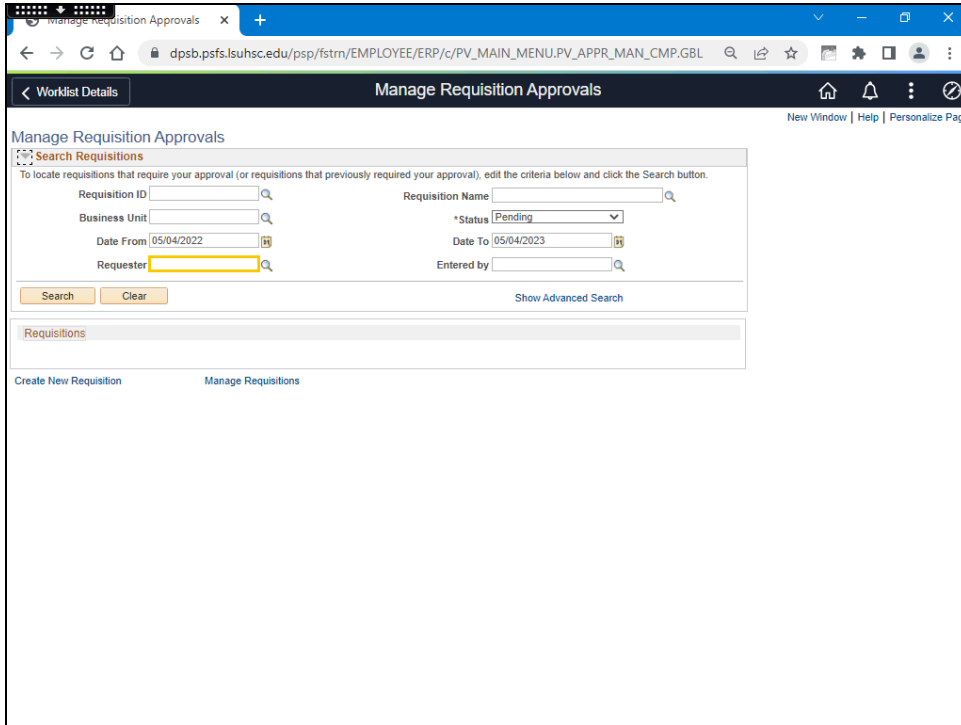 Manage Requisition Approvals
dpsb.psfs.lsuhsc.edu/psp/fstrn/EMPLOYEE/ERP/c/PV_MAIN_MENU.PV_APPR_MAN_CMP.GBL
Worklist Details Manage Requisition Approvals
New Window | Help | Personalize Pag
Manage Requisition Approvals
Search Requisitions
To locate requisitions that require your approval (or requisitions that previously required your approval), edit the criteria below and click the Search button.
Requisition ID Requisition Name
Business Unit *Status Pending
Date From 05/04/2022 Date To 05/04/2023
Requester Entered by
Search Clear Show Advanced Search
Requisitions
Create New Requisition Manage Requisitions